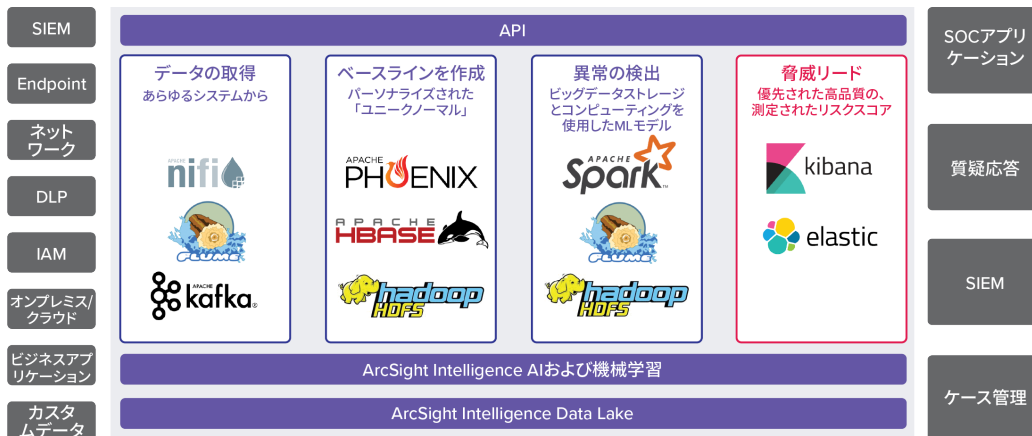 SIEM
Endpoint
ネット
ワーク
DLP
IAM
オンプレミス/
クラウド
ビジネスアプ
リケーション
カスタ
ムデータ
API
データの取得
あらゆるシステムから
APACHE
nifi
FLUME
APACHE
kafka®
ベースラインを作成
パーソナライズされた
「ユニークノーマル」
APACHE
PHOENIX
APACHE
HBASE
hadoop
HDFS
異常の検出
ビッグデータストレージ
とコンピューティングを
使用したMLモデル
APACHE
Spark™
FLUME
hadoop
HDFS
脅威リード
優先された高品質の、
測定されたリスクスコア
kibana
elastic
ArcSight Intelligence AIおよび機械学習
ArcSight Intelligence Data Lake
SOCアプリ
ケーション
質疑応答
SIEM
ケース管理